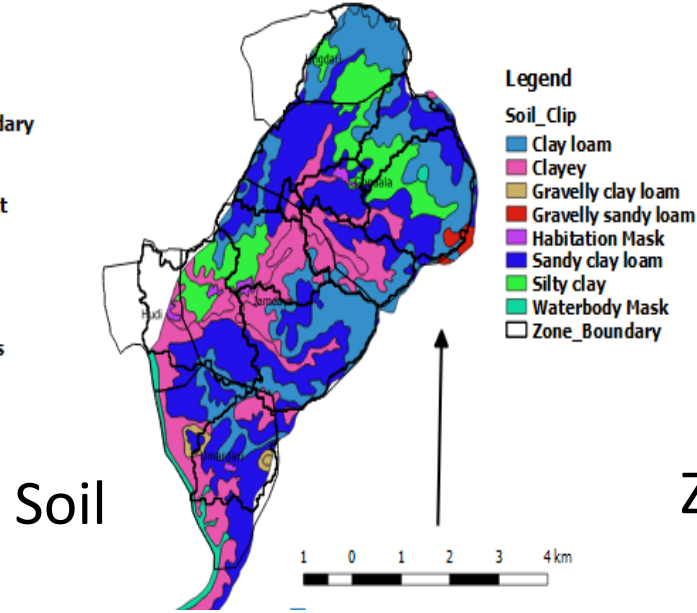 dary
t
s
Soil
Z
Legend
Soil_Clip
Clay loam
Clayey
Gravelly clay loam
Gravelly sandy loam
Habitation Mask
Sandy clay loam
Silty clay
Waterbody Mask
Zone_Boundary
Hudi
1 0 1 2 3 4 km